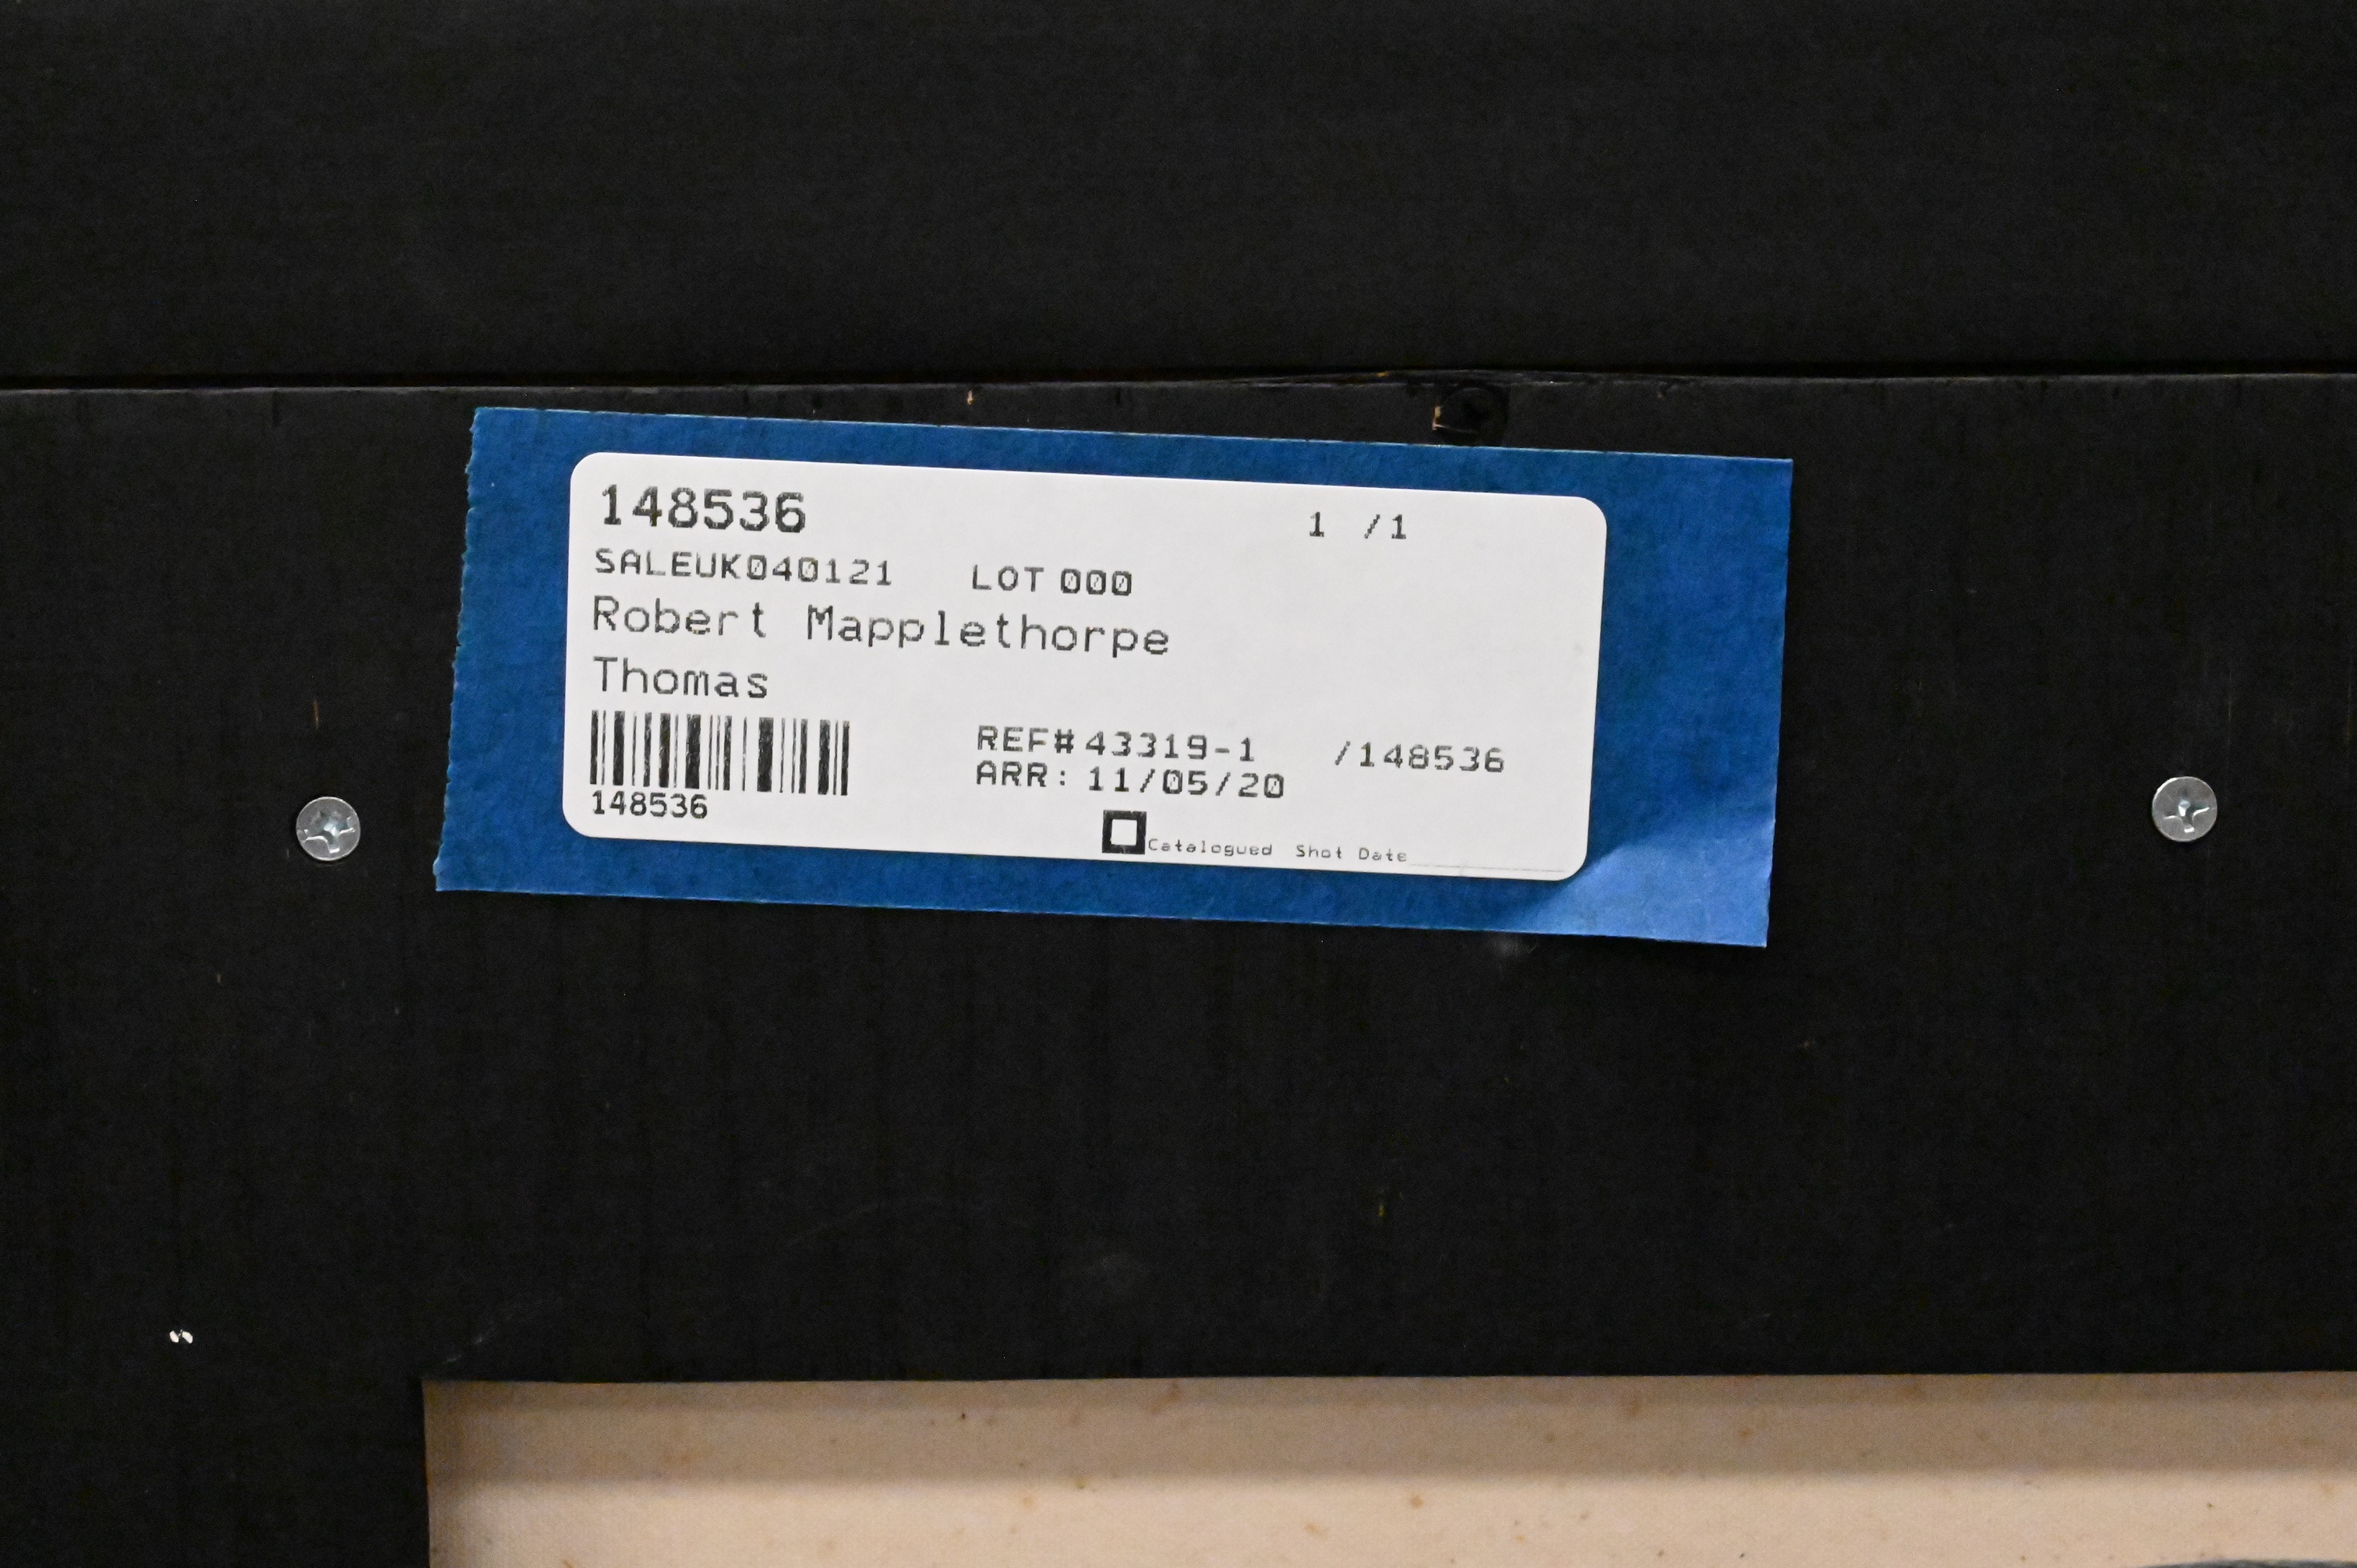 148536 1 /1
SALEUK040121 LOT 000
Robert Mapplethorpe
Thomas
REF#43319-1 /148536
ARR: 11/05/20
148536
Catalogued Shot Date